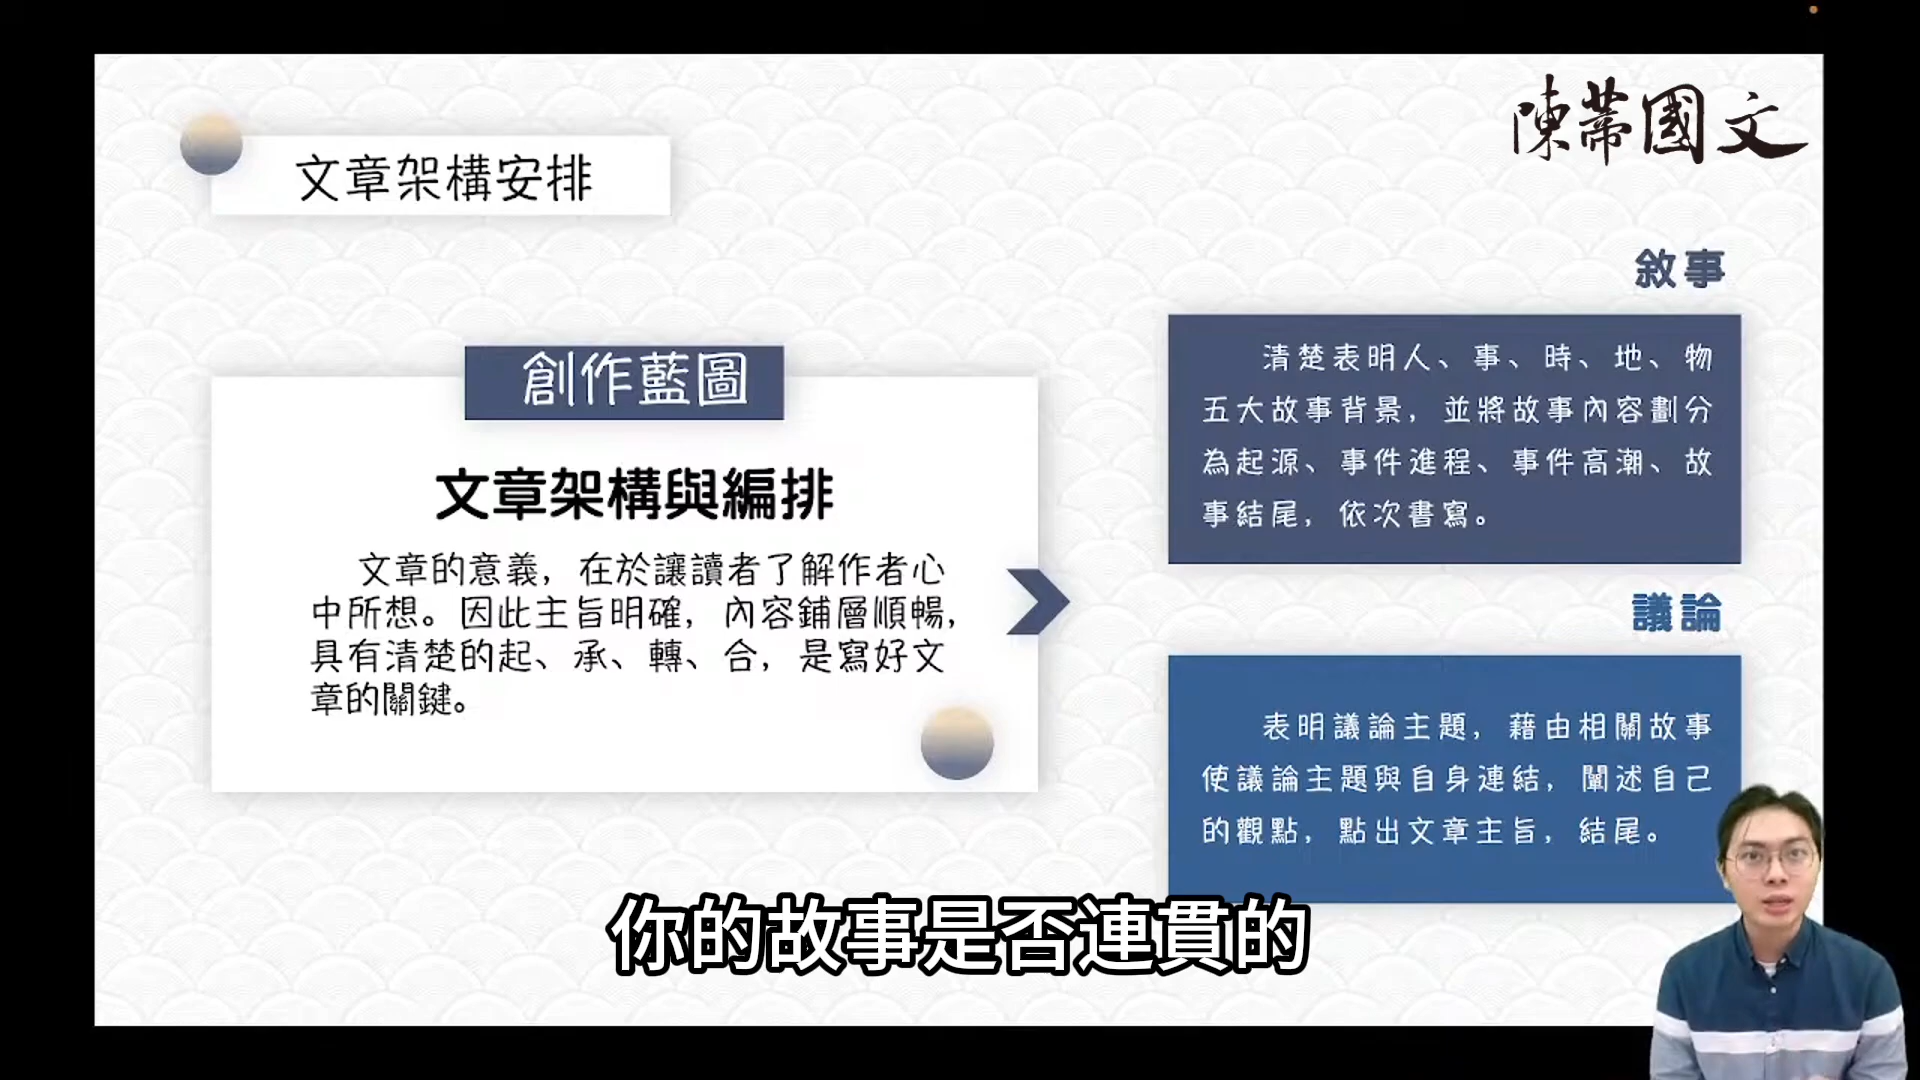 陳蒂國文
文章架構安排
創作藍圖
文章架構與編排
文章的意義，在於讓讀者了解作者心
中所想。因此主旨明確，內容鋪層順暢，
具有清楚的起、承、轉、合，是寫好文
章的關鍵。
敘事
清楚表明人、事、時、地、物
五大故事背景，並將故事內容劃分
為起源、事件進程、事件高潮、故
事結尾，依次書寫。
議論
表明議論主題，藉由相關故事
使議論主題與自身連結，闡述自己
的觀點，點出文章主旨，結尾。
你的故事是否連貫的